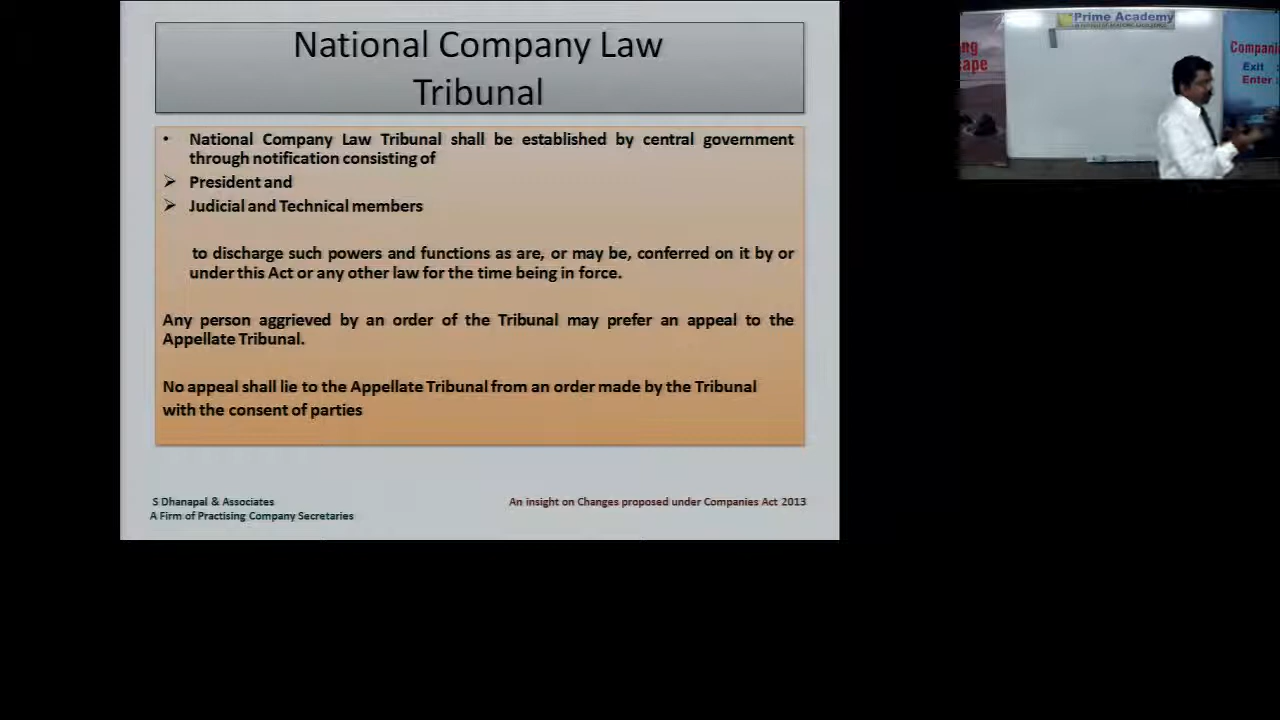 National Company Law
Tribunal
• National Company Law Tribunal shall be established by central government
through notification consisting of
➢ President and
➢ Judicial and Technical members
to discharge such powers and functions as are, or may be, conferred on it by or
under this Act or any other law for the time being in force.
Any person aggrieved by an order of the Tribunal may prefer an appeal to the
Appellate Tribunal.
No appeal shall lie to the Appellate Tribunal from an order made by the Tribunal
with the consent of parties
S Dhanapal & Associates
A Firm of Practising Company Secretaries
An insight on Changes proposed under Companies Act 2013
Prime Academy
ng
cape
Compani
Exit :
Enter :